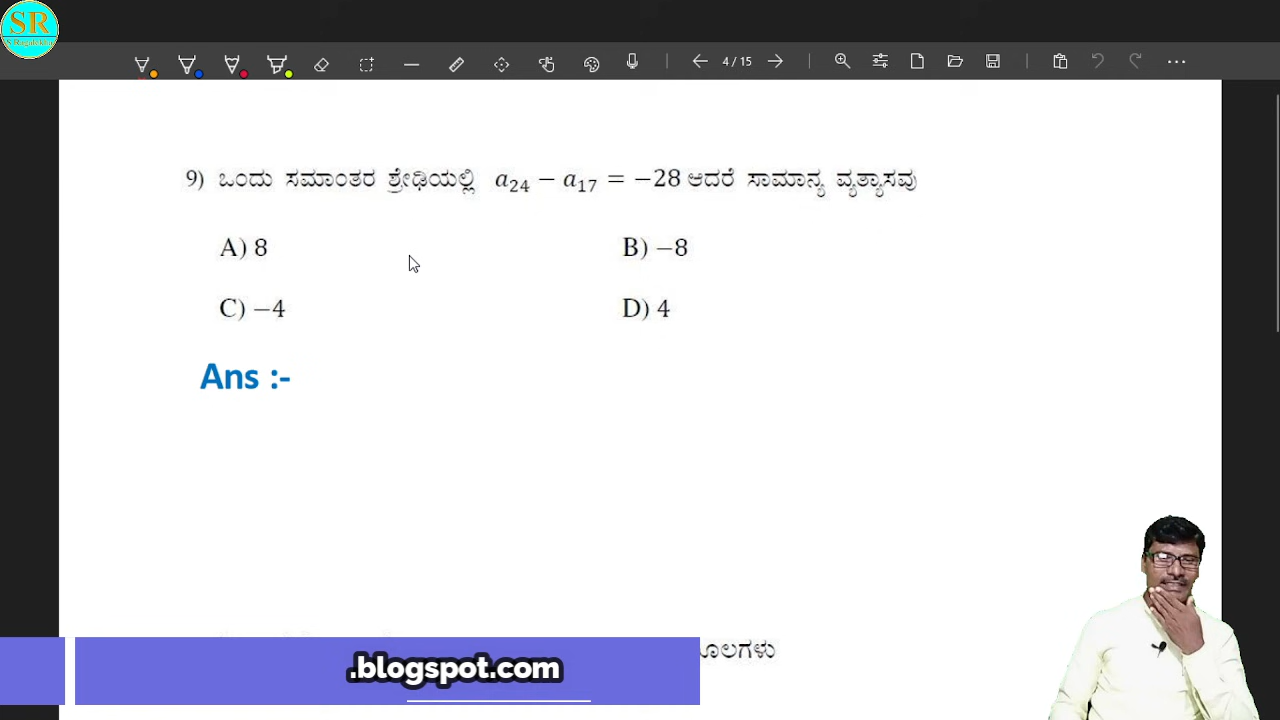 SR
4 / 15
9) ಒಂದು ಸಮಾಂತರ ಶ್ರೇಢಿಯಲ್ಲಿ a₂₄ − a₁₇ = −28 ಆದರೆ ಸಾಮಾನ್ಯ ವ್ಯತ್ಯಾಸವು
A) 8 B) −8
C) −4 D) 4
Ans :-
.blogspot.com